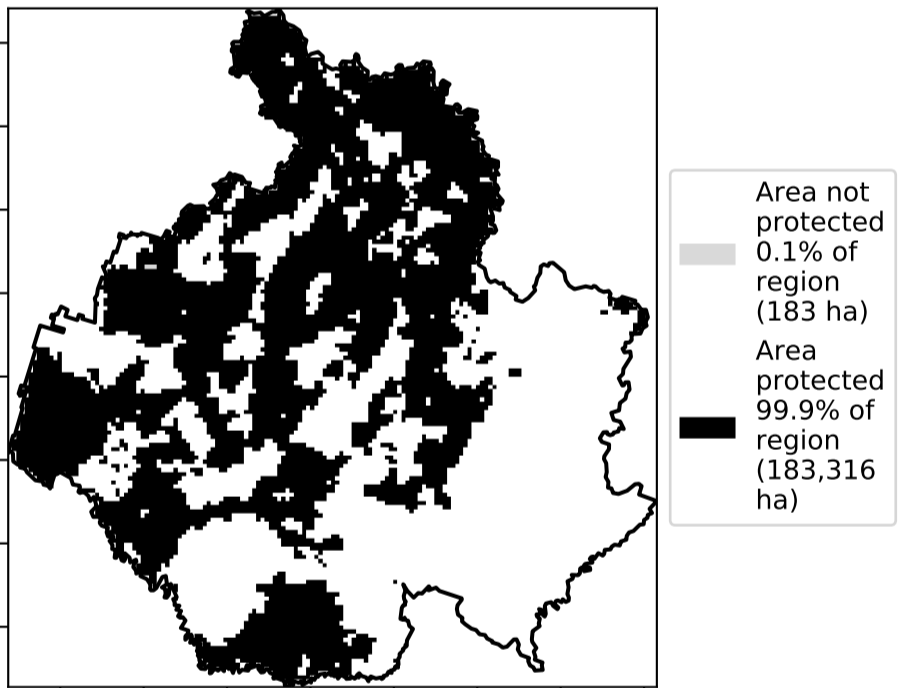 Area not
protected
0.1% of
region
(183 ha)
Area
protected
99.9% of
region
(183,316
ha)